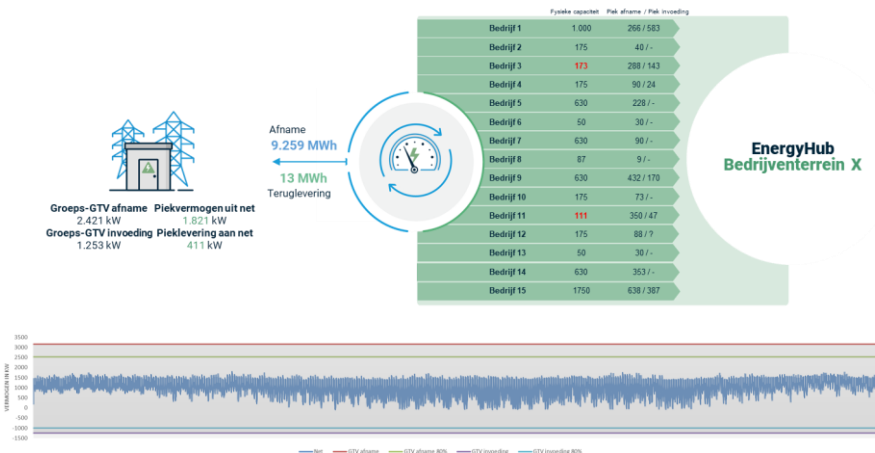 Fysieke capaciteit Piek afname / Piek invoeding
Bedrijf 1 1.000 266 / 583
Bedrijf 2 175 40 / -
Bedrijf 3 173 288 / 143
Bedrijf 4 175 90 / 24
Bedrijf 5 630 228 / -
Bedrijf 6 50 30 / -
Bedrijf 7 630 90 / -
Bedrijf 8 87 9 / -
Bedrijf 9 630 432 / 170
Bedrijf 10 175 73 / -
Bedrijf 11 111 350 / 47
Bedrijf 12 175 88 / ?
Bedrijf 13 50 30 / -
Bedrijf 14 630 353 / -
Bedrijf 15 1750 638 / 387
Afname
9.259 MWh
13 MWh
Teruglevering
EnergyHub
Bedrijventerrein X
Groeps-GTV afname Piekvermogen uit net
2.421 kW 1.821 kW
Groeps-GTV invoeding Pieklevering aan net
1.253 kW 411 kW
VERMOGEN IN KW
3500
3000
2500
2000
1500
1000
500
0
-500
-1000
-1500
Net GTV afname GTV afname 80% GTV invoeding GTV invoeding 80%